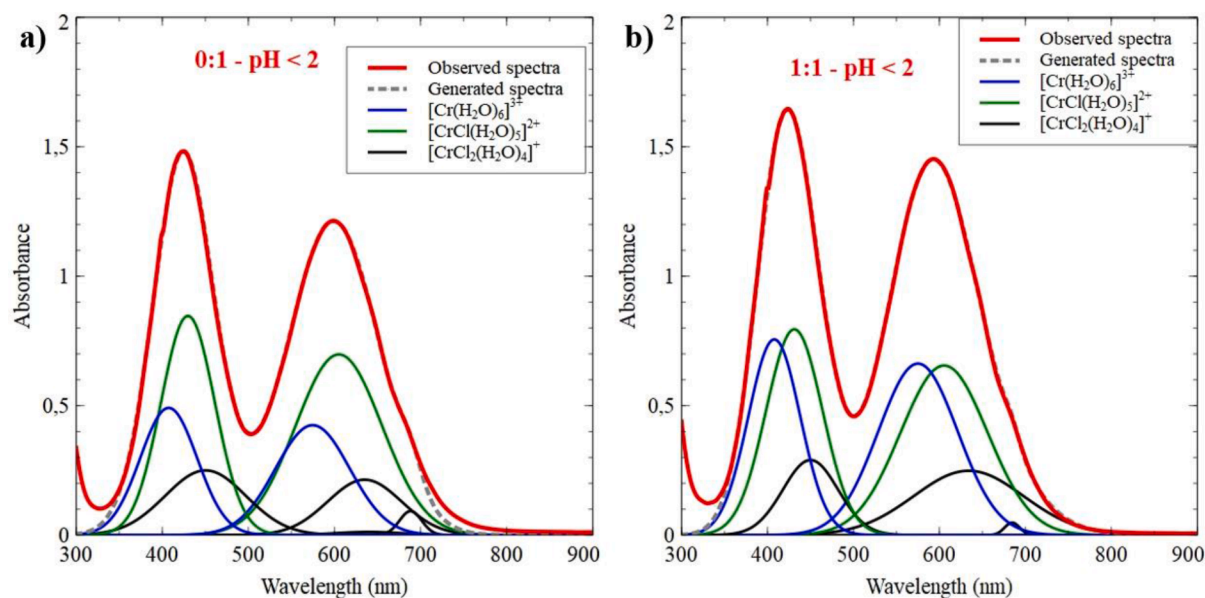 a)
0:1 - pH < 2
Observed spectra
Generated spectra
[Cr(H₂O)₆]³⁺
[CrCl(H₂O)₅]²⁺
[CrCl₂(H₂O)₄]⁺
2
1,5
1
0,5
0
Absorbance
300 400 500 600 700 800 900
Wavelength (nm)
b)
1:1 - pH < 2
Observed spectra
Generated spectra
[Cr(H₂O)₆]³⁺
[CrCl(H₂O)₅]²⁺
[CrCl₂(H₂O)₄]⁺
2
1,5
1
0,5
0
Absorbance
300 400 500 600 700 800 900
Wavelength (nm)